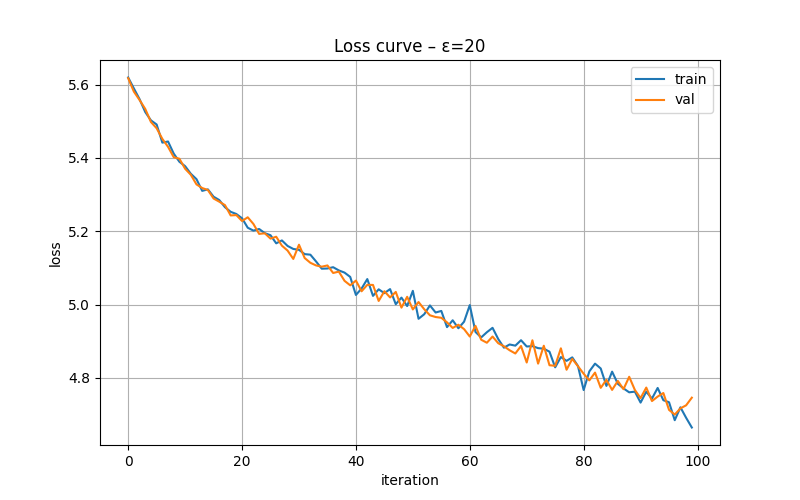 Loss curve – ε=20
train
val
loss
5.6
5.4
5.2
5.0
4.8
0 20 40 60 80 100
iteration